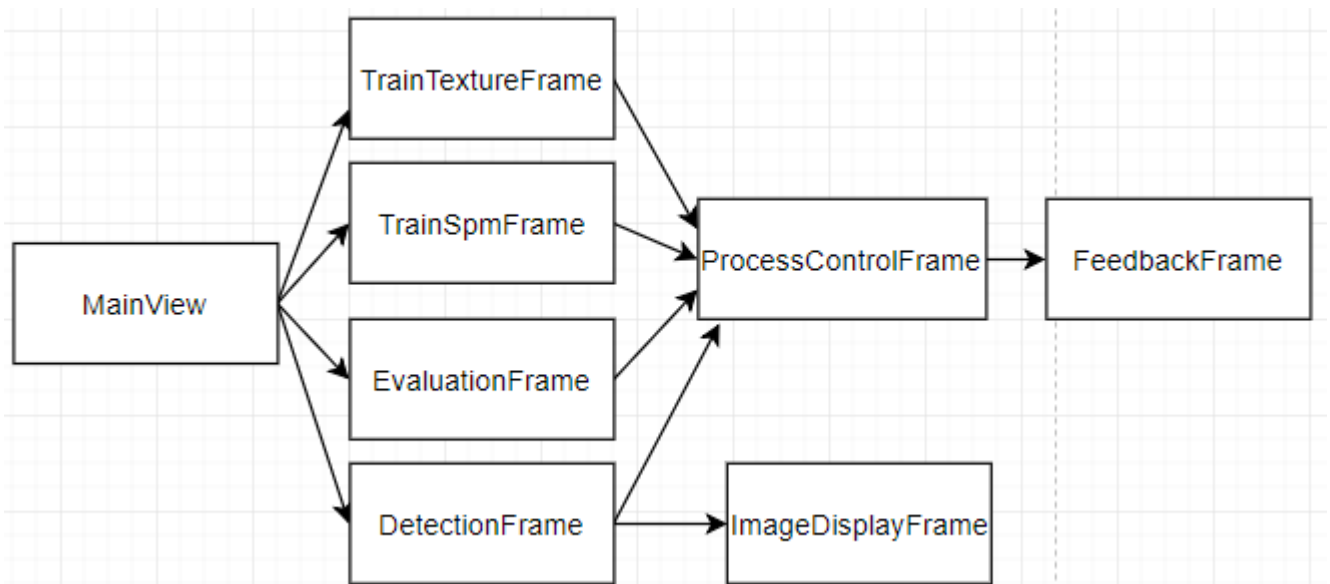 TrainTextureFrame
TrainSpmFrame
ProcessControlFrame
FeedbackFrame
MainView
EvaluationFrame
DetectionFrame
ImageDisplayFrame